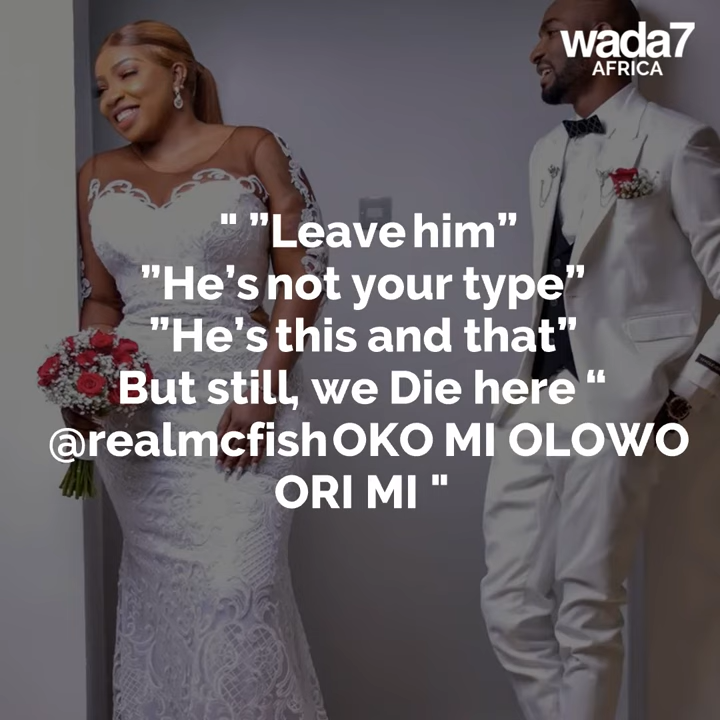 wada7
AFRICA
" ”Leave him”
”He’s not your type”
”He’s this and that”
But still, we Die here “
@realmcfish OKO MI OLOWO
ORI MI "